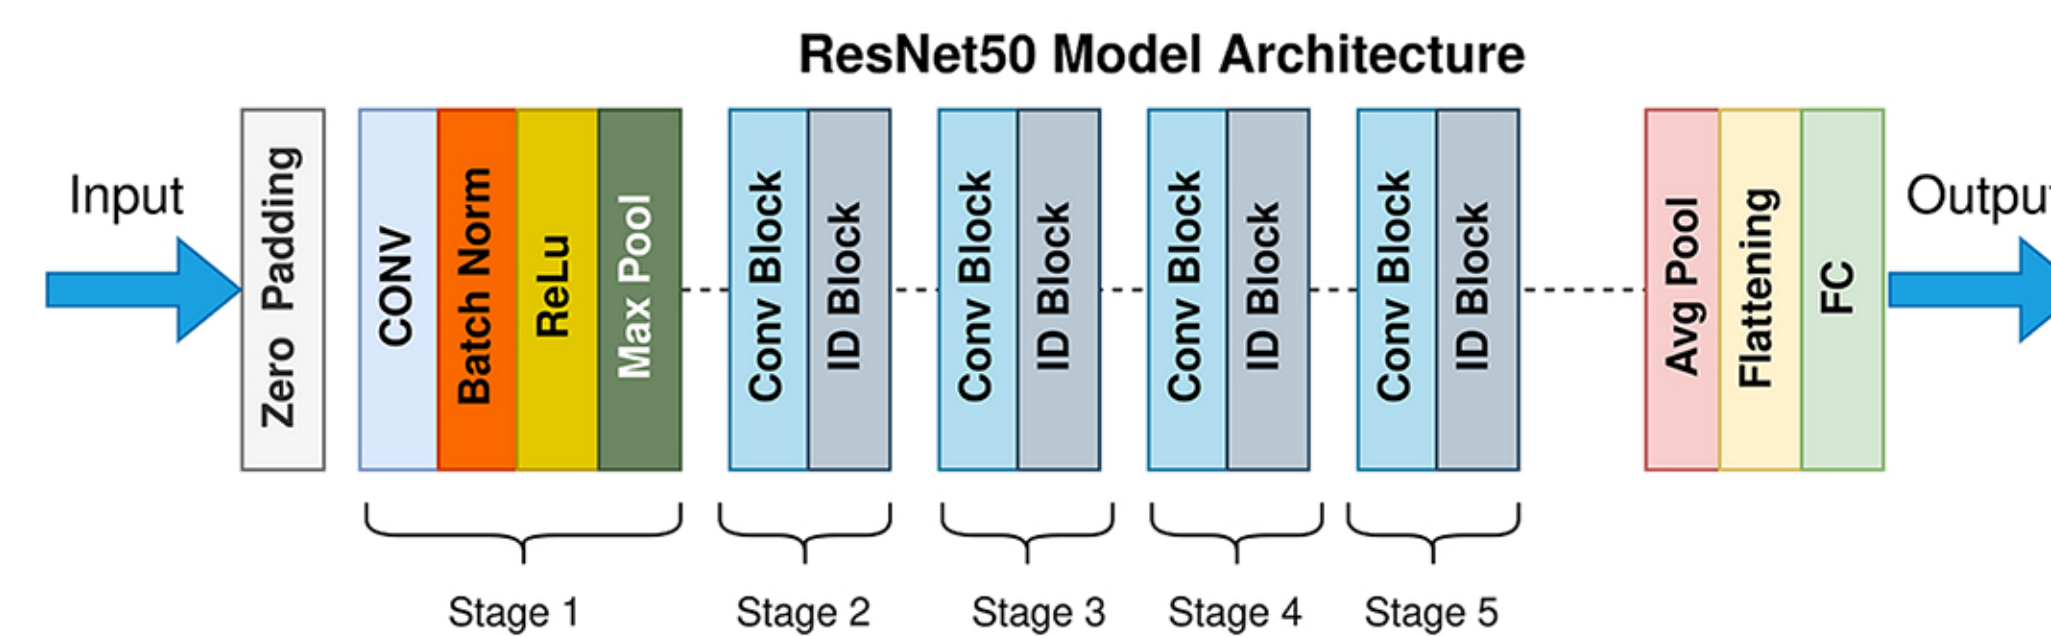 ResNet50 Model Architecture
Input
Zero Padding
CONV
Batch Norm
ReLu
Max Pool
Conv Block
ID Block
Conv Block
ID Block
Conv Block
ID Block
Conv Block
ID Block
Avg Pool
Flattening
FC
Output
Stage 1
Stage 2
Stage 3
Stage 4
Stage 5